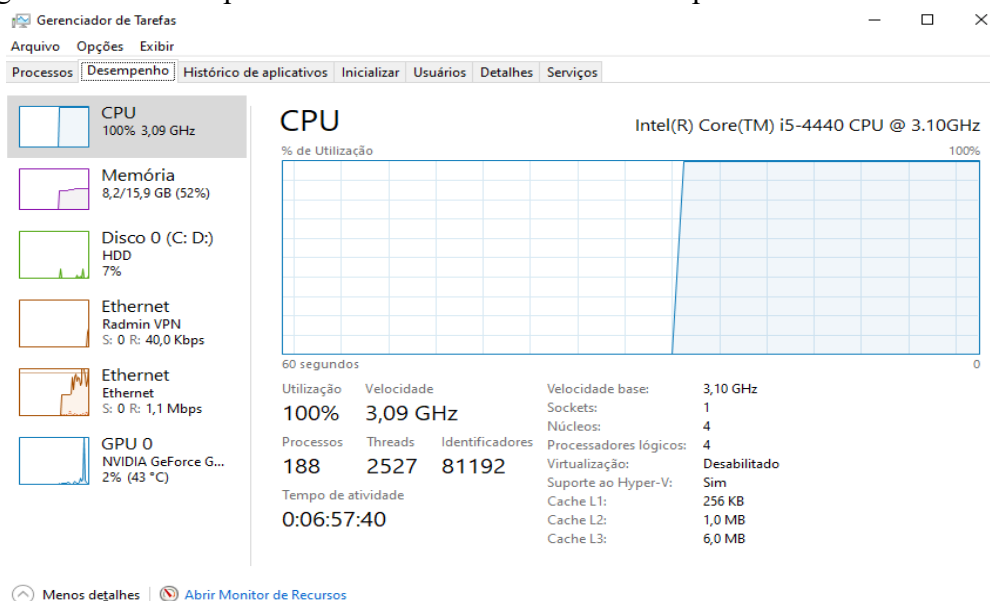 Gerenciador de Tarefas
Arquivo Opções Exibir
Processos Desempenho Histórico de aplicativos Inicializar Usuários Detalhes Serviços
CPU
100% 3,09 GHz
Memória
8,2/15,9 GB (52%)
Disco 0 (C: D:)
HDD
7%
Ethernet
Radmin VPN
S: 0 R: 40,0 Kbps
Ethernet
Ethernet
S: 0 R: 1,1 Mbps
GPU 0
NVIDIA GeForce G...
2% (43 °C)
CPU Intel(R) Core(TM) i5-4440 CPU @ 3.10GHz
% de Utilização 100%
60 segundos 0
Utilização Velocidade
100% 3,09 GHz
Processos Threads Identificadores
188 2527 81192
Tempo de atividade
0:06:57:40
Velocidade base: 3,10 GHz
Sockets: 1
Núcleos: 4
Processadores lógicos: 4
Virtualização: Desabilitado
Suporte ao Hyper-V: Sim
Cache L1: 256 KB
Cache L2: 1,0 MB
Cache L3: 6,0 MB
Menos detalhes Abrir Monitor de Recursos